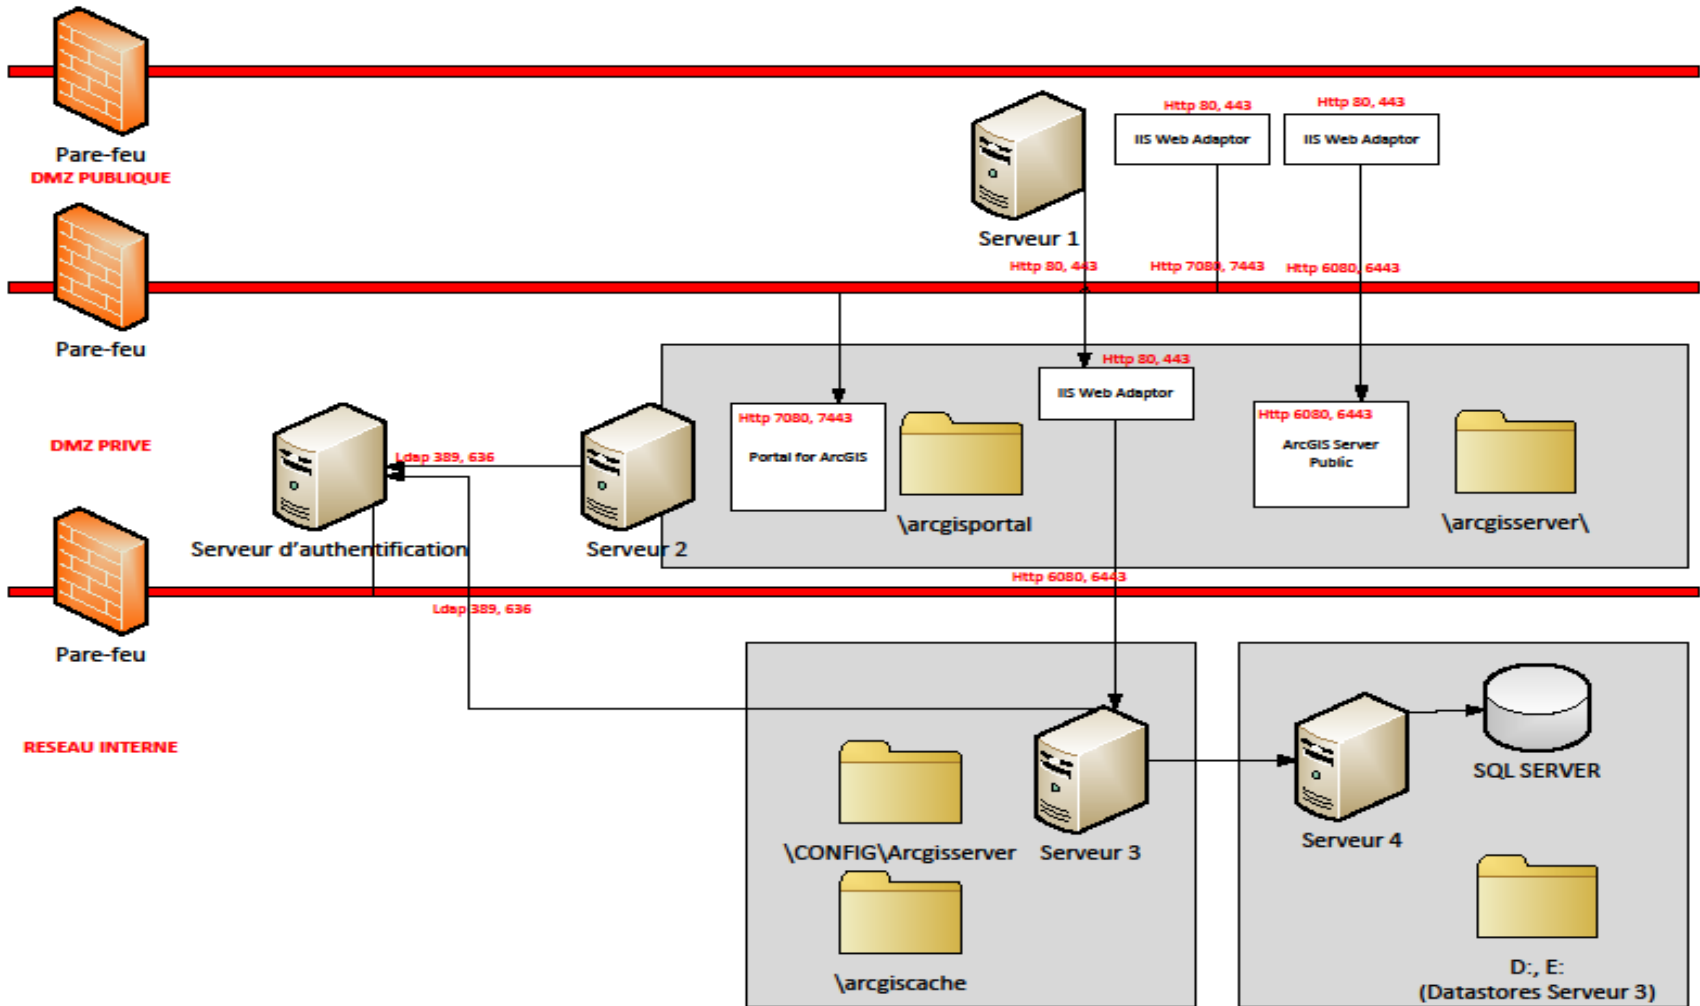 Pare-feu
DMZ PUBLIQUE
Serveur 1
Http 80, 443
IIS Web Adaptor
Http 80, 443
IIS Web Adaptor
Http 80, 443
Http 7080, 7443
Http 6080, 6443
Pare-feu
DMZ PRIVE
Serveur d'authentification
Ldap 389, 636
Serveur 2
Http 7080, 7443
Portal for ArcGIS
\arcgisportal
Http 80, 443
IIS Web Adaptor
Http 6080, 6443
ArcGIS Server
Public
\arcgisserver\
Http 6080, 6443
Ldap 389, 636
Pare-feu
RESEAU INTERNE
\CONFIG\Arcgisserver
Serveur 3
\arcgiscache
Serveur 4
SQL SERVER
D:, E:
(Datastores Serveur 3)